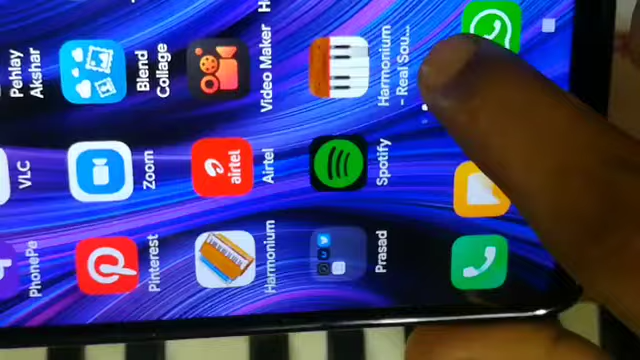 Pehlay
Akshar
Blend
Collage
Video Maker
Harmonium
- Real Sou...
VLC
Zoom
airtel
Airtel
Spotify
PhonePe
Pinterest
Harmonium
Prasad